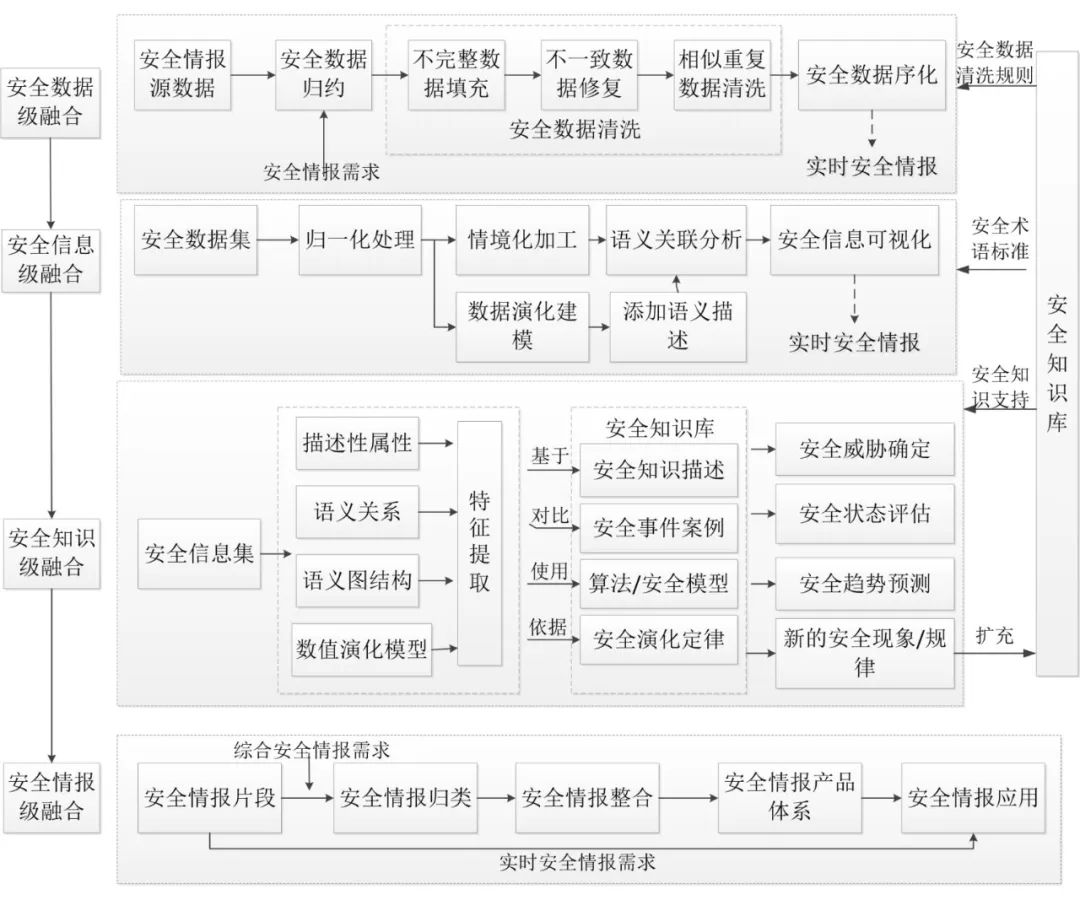 安全数据
级融合
安全情报
源数据
安全数据
归约
不完整数
据填充
不一致数
据修复
相似重复
数据清洗
安全数据清洗
安全数据序化
安全情报需求
实时安全情报
安全数据
清洗规则
安全信息
级融合
安全数据集
归一化处理
情境化加工
语义关联分析
安全信息可视化
数据演化建
模
添加语义描
述
实时安全情报
安全术
语标准
安全知识库
安全知
识支持
安全知识
级融合
安全信息集
描述性属性
语义关系
语义图结构
数值演化模型
特征提取
基于
对比
使用
依据
安全知识库
安全知识描述
安全事件案例
算法/安全模型
安全演化定律
安全威胁确定
安全状态评估
安全趋势预测
新的安全现象/规
律
扩充
安全情报
级融合
综合安全情报需求
安全情报片段
安全情报归类
安全情报整合
安全情报产品
体系
安全情报应用
实时安全情报需求